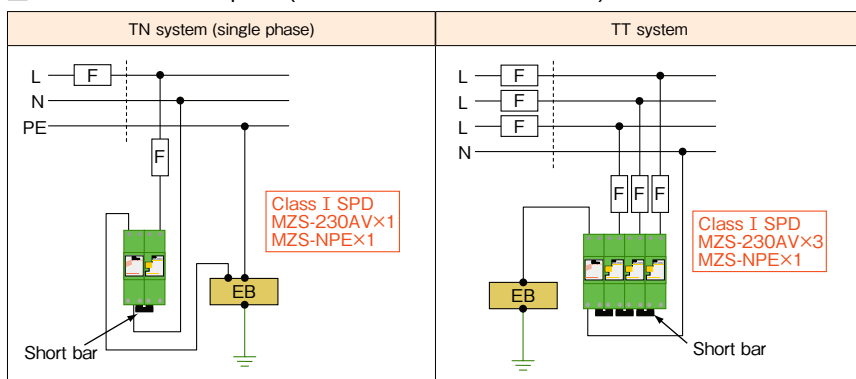 TN system (single phase)
TT system
L
F
N
PE
F
Class I SPD
MZS-230AV×1
MZS-NPE×1
EB
Short bar
L
F
L
F
L
F
N
F
F
F
Class I SPD
MZS-230AV×3
MZS-NPE×1
EB
Short bar